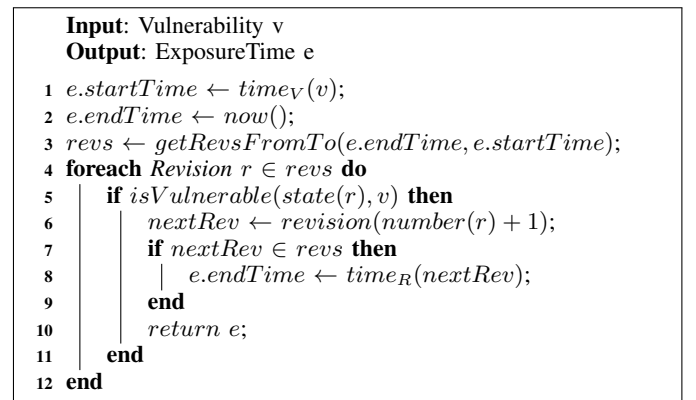 Input: Vulnerability v
Output: ExposureTime e
1 e.startTime ← time_V(v);
2 e.endTime ← now();
3 revs ← getRevsFromTo(e.endTime, e.startTime);
4 foreach Revision r ∈ revs do
5 if isVulnerable(state(r), v) then
6 nextRev ← revision(number(r) + 1);
7 if nextRev ∈ revs then
8 e.endTime ← time_R(nextRev);
9 end
10 return e;
11 end
12 end